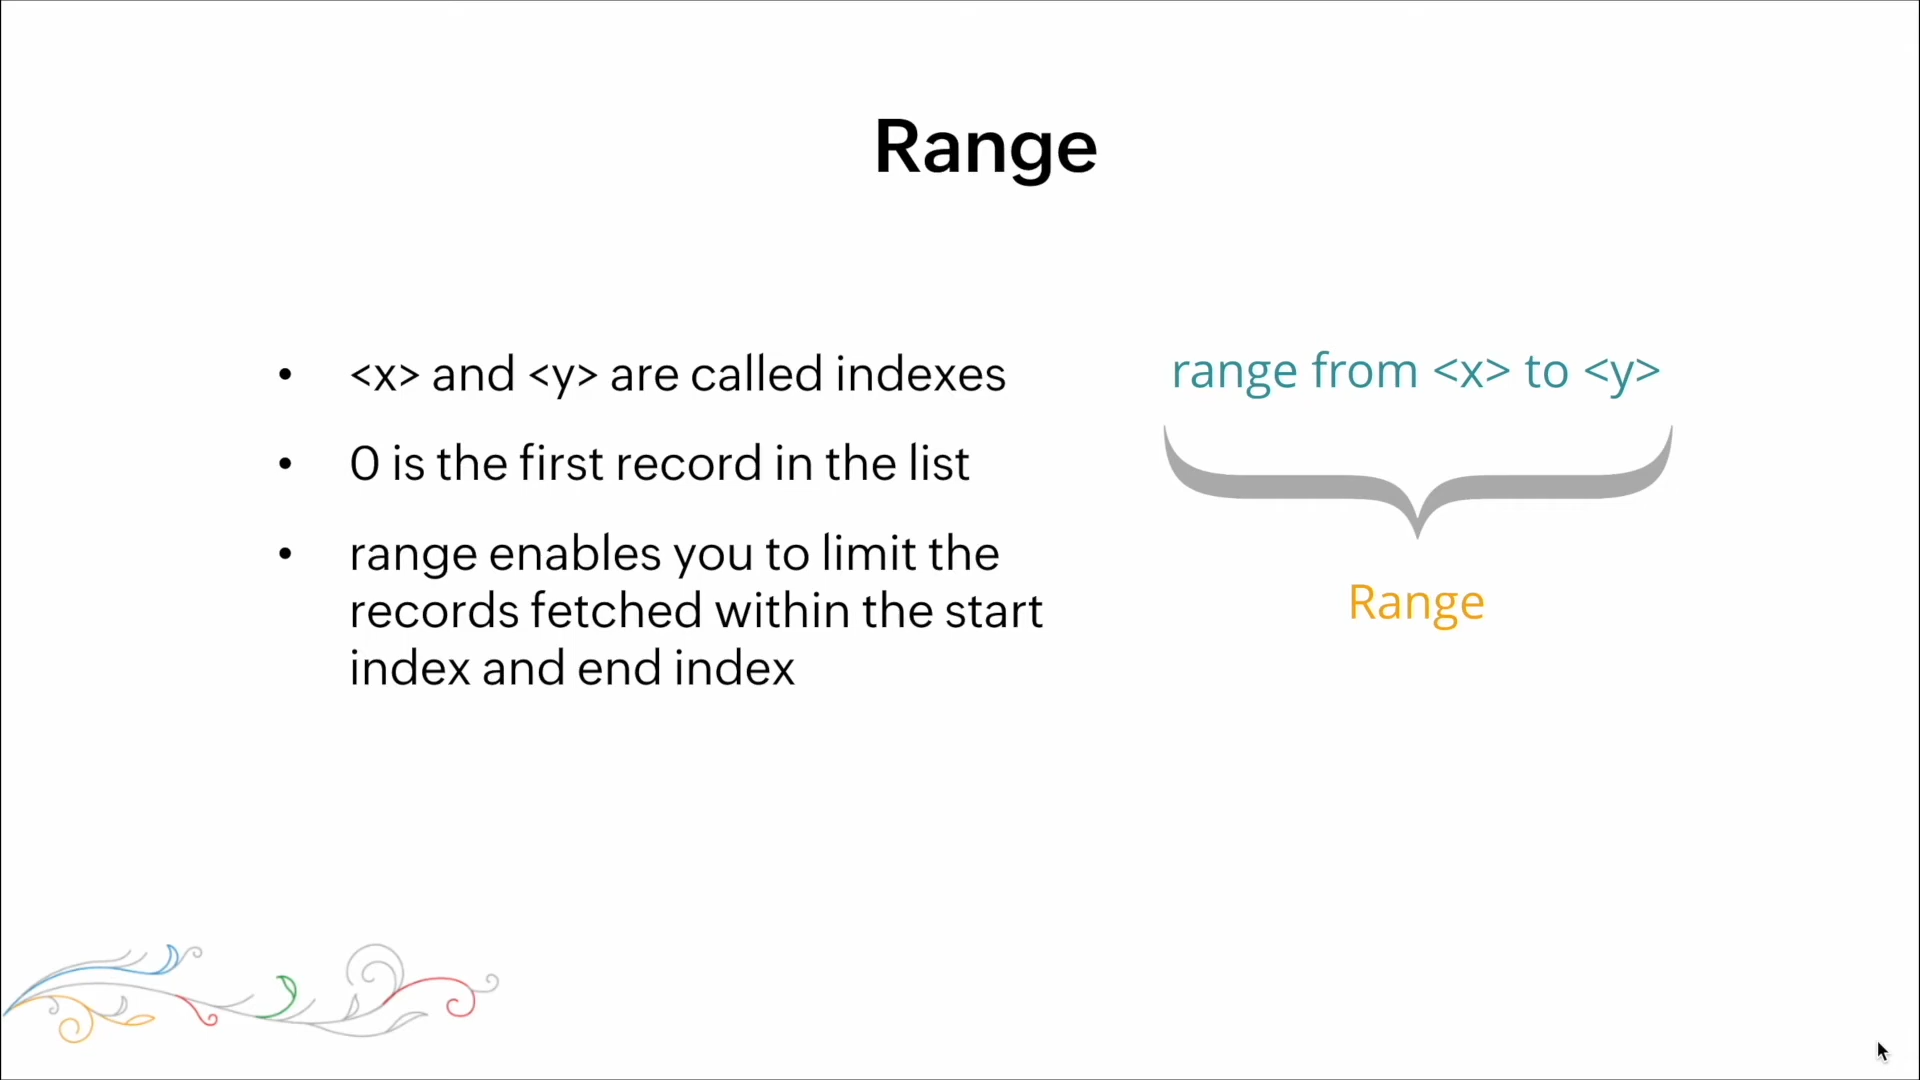 Range
• <x> and <y> are called indexes
• 0 is the first record in the list
• range enables you to limit the
records fetched within the start
index and end index
range from <x> to <y>
Range